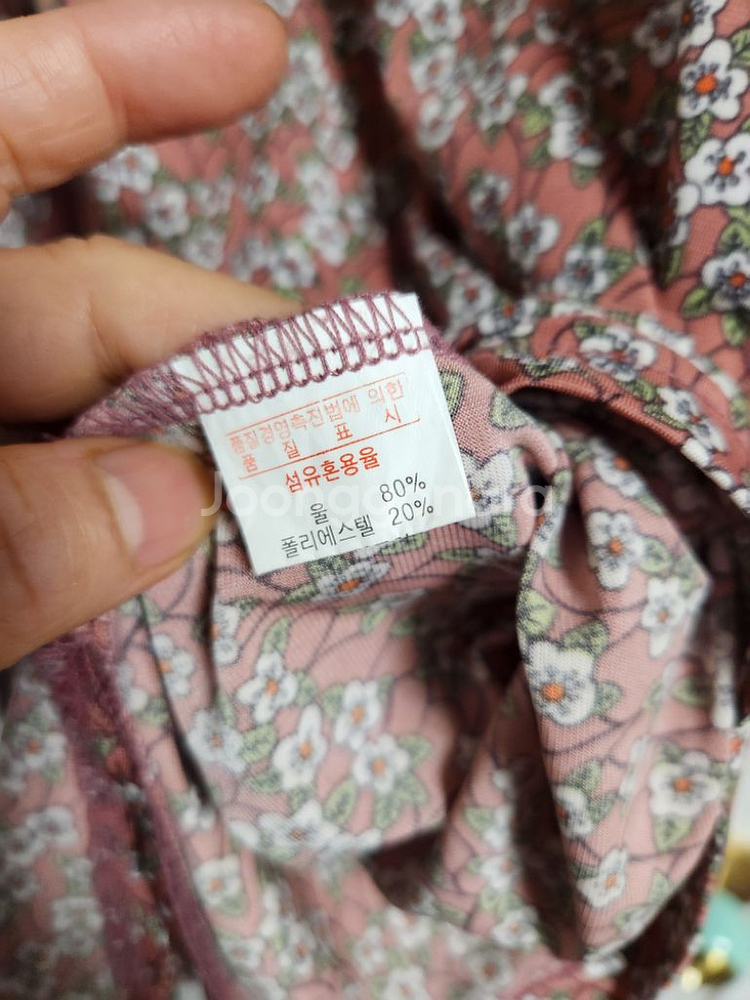 품질경영촉진법에 의한
품 질 표 시
섬유혼용율
울 80%
폴리에스텔 20%
Joonggonara